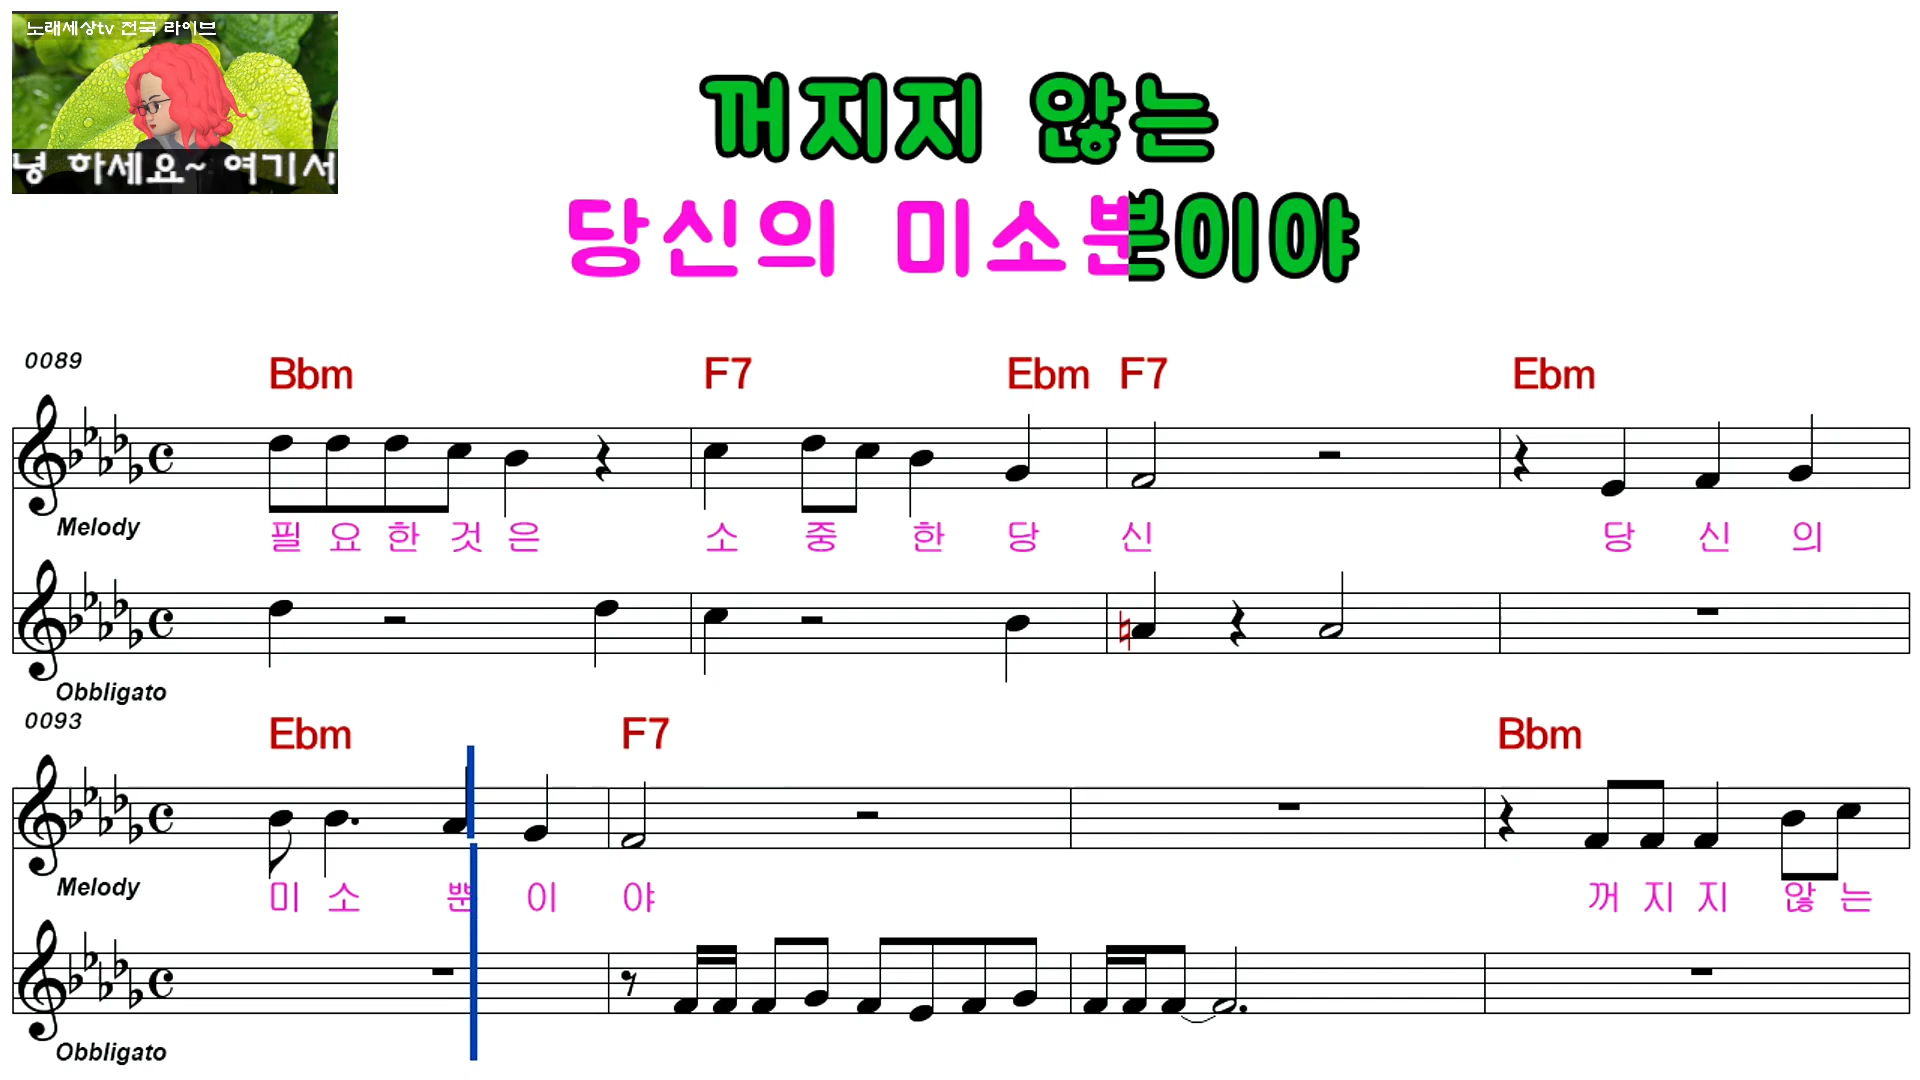 노래세상tv 전국 라이브
녕 하세요~ 여기서
꺼지지 않는
당신의 미소뿐이야
0089
Bbm F7 Ebm F7 Ebm
Melody
필 요 한 것 은 소 중 한 당 신 당 신 의
Obbligato
0093
Ebm F7 Bbm
Melody
미 소 뿐 이 야 꺼 지 지 않 는
Obbligato